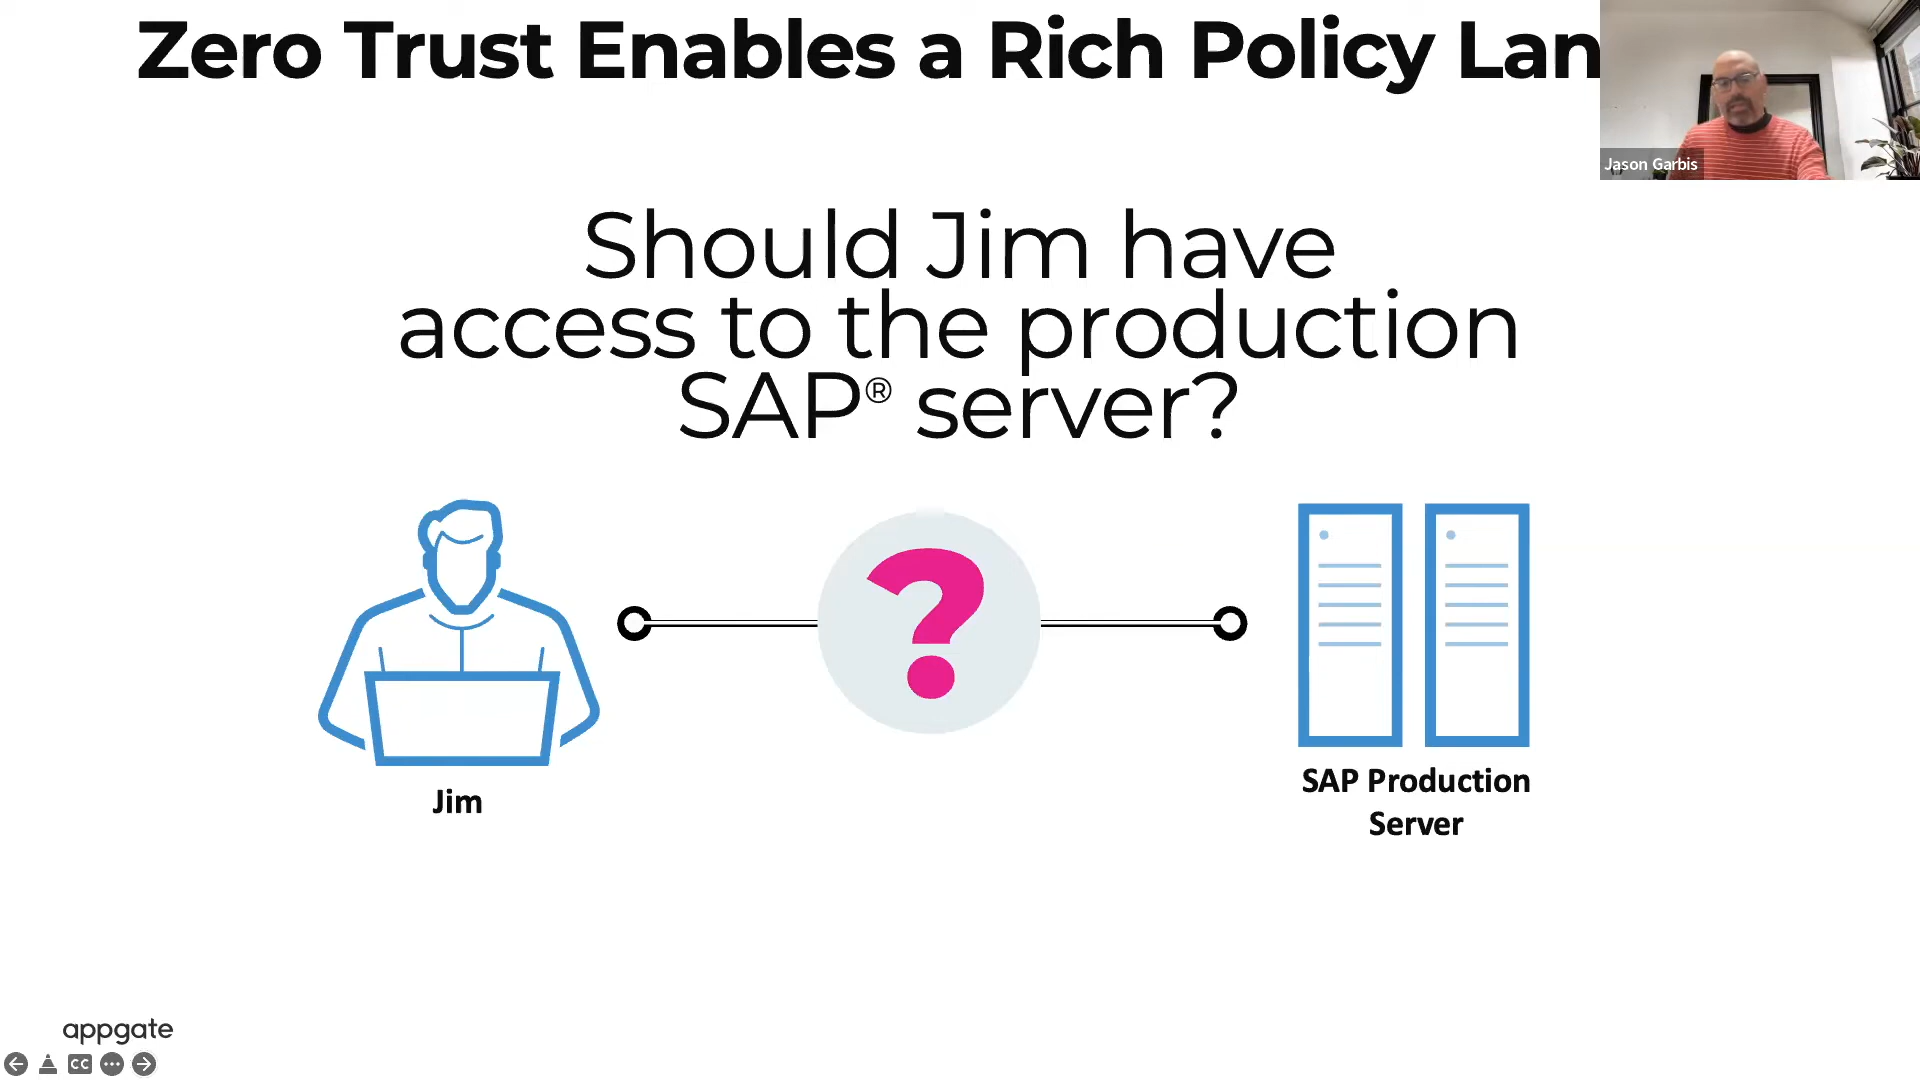 Zero Trust Enables a Rich Policy Lan
Jason Garbis
Should Jim have
access to the production
SAP® server?
?
Jim
SAP Production
Server
appgate
CC